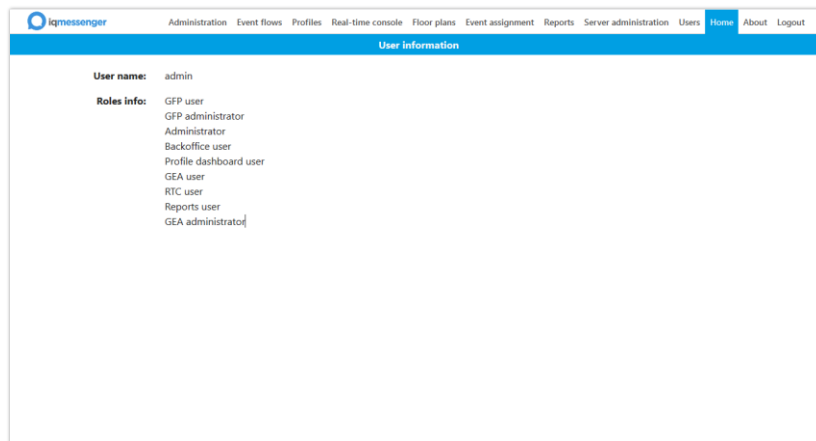 iqmessenger
Administration Event flows Profiles Real-time console Floor plans Event assignment Reports Server administration Users Home About Logout
User information
User name: admin
Roles info: GFP user
GFP administrator
Administrator
Backoffice user
Profile dashboard user
GEA user
RTC user
Reports user
GEA administrator